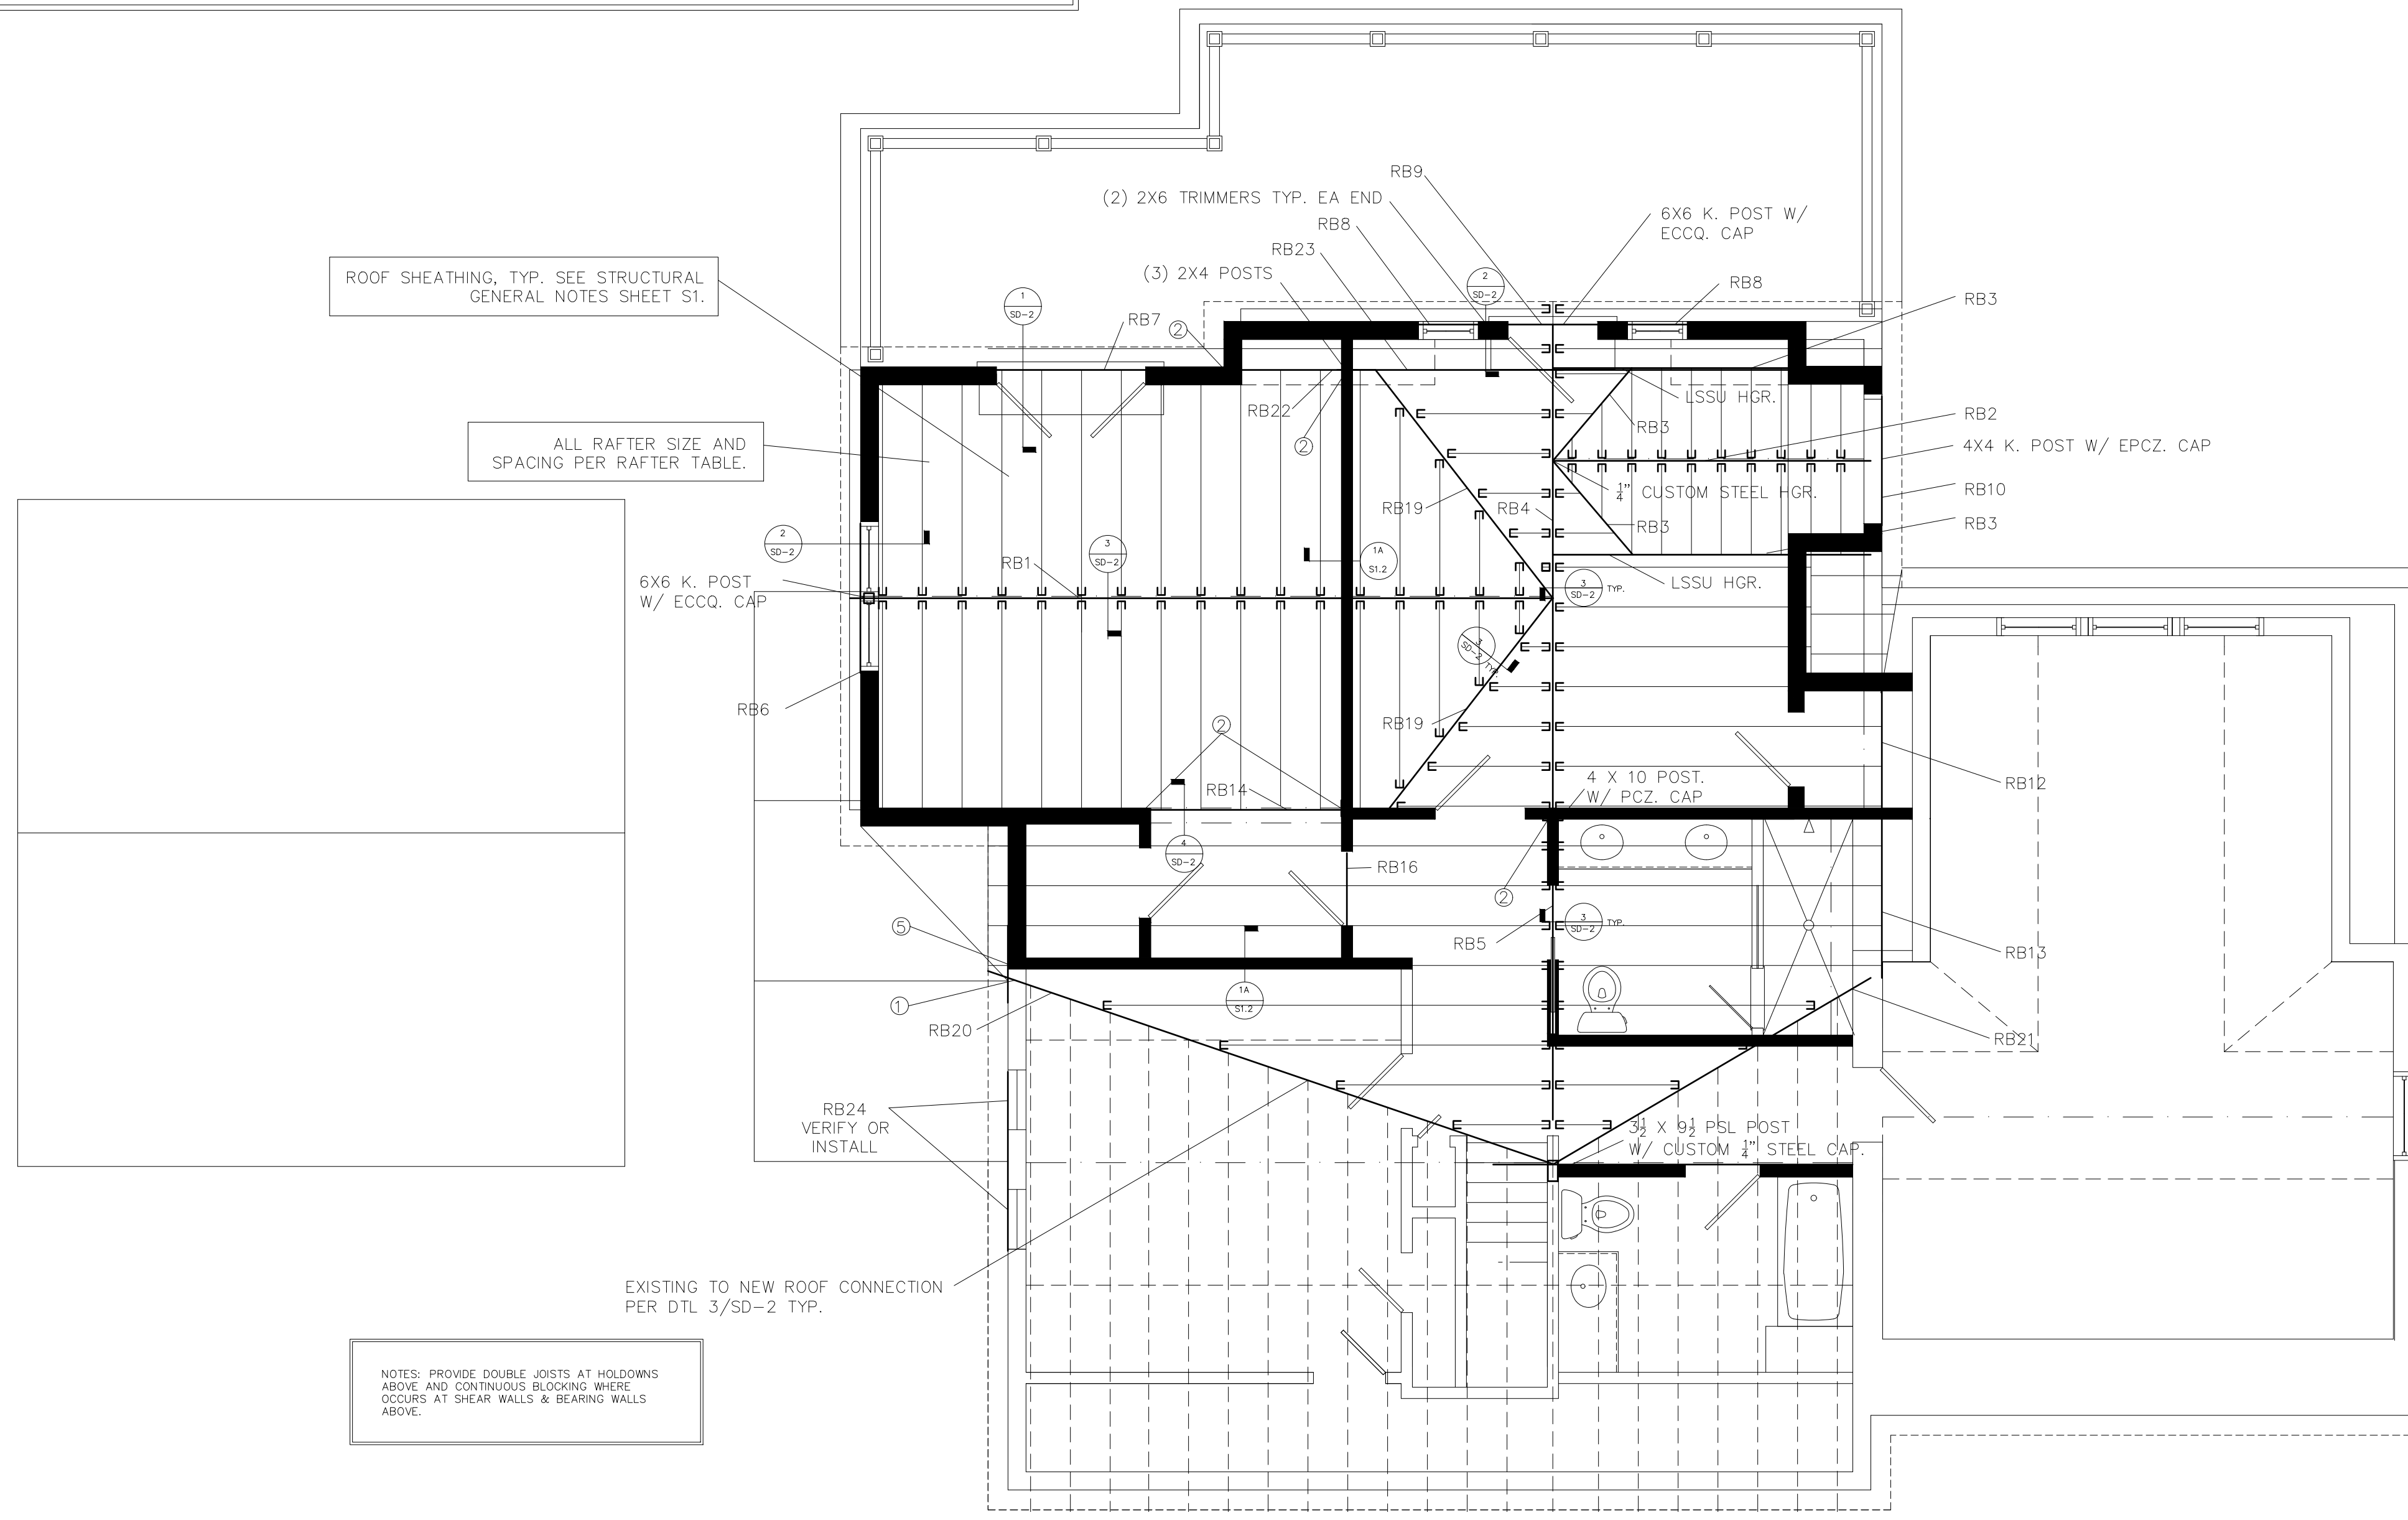 RB9
(2) 2X6 TRIMMERS TYP. EA END
RB8
6X6 K. POST W/
ECCQ. CAP
RB23
(3) 2X4 POSTS
ROOF SHEATHING, TYP. SEE STRUCTURAL
GENERAL NOTES SHEET S1.
1
SD-2
2
SD-2
RB8
RB3
RB7
2
LSSU HGR.
RB22
RB3
RB2
2
ALL RAFTER SIZE AND
SPACING PER RAFTER TABLE.
4X4 K. POST W/ EPCZ. CAP
1/4" CUSTOM STEEL HGR.
RB10
RB19
RB4
RB3
RB3
2
SD-2
3
SD-2
1A
S1.2
RB1
6X6 K. POST
W/ ECCQ. CAP
3
SD-2
TYP.
LSSU HGR.
3
SD-2 TYP.
RB6
RB19
2
RB14
4 X 10 POST.
W/ PCZ. CAP
RB12
4
SD-2
RB16
2
5
3
SD-2
TYP.
RB5
RB13
1
1A
S1.2
RB20
RB21
RB24
VERIFY OR
INSTALL
3 1/2 X 9 1/2 PSL POST
W/ CUSTOM 1/4" STEEL CAP.
EXISTING TO NEW ROOF CONNECTION
PER DTL 3/SD-2 TYP.
NOTES: PROVIDE DOUBLE JOISTS AT HOLDOWNS
ABOVE AND CONTINUOUS BLOCKING WHERE
OCCURS AT SHEAR WALLS & BEARING WALLS
ABOVE.